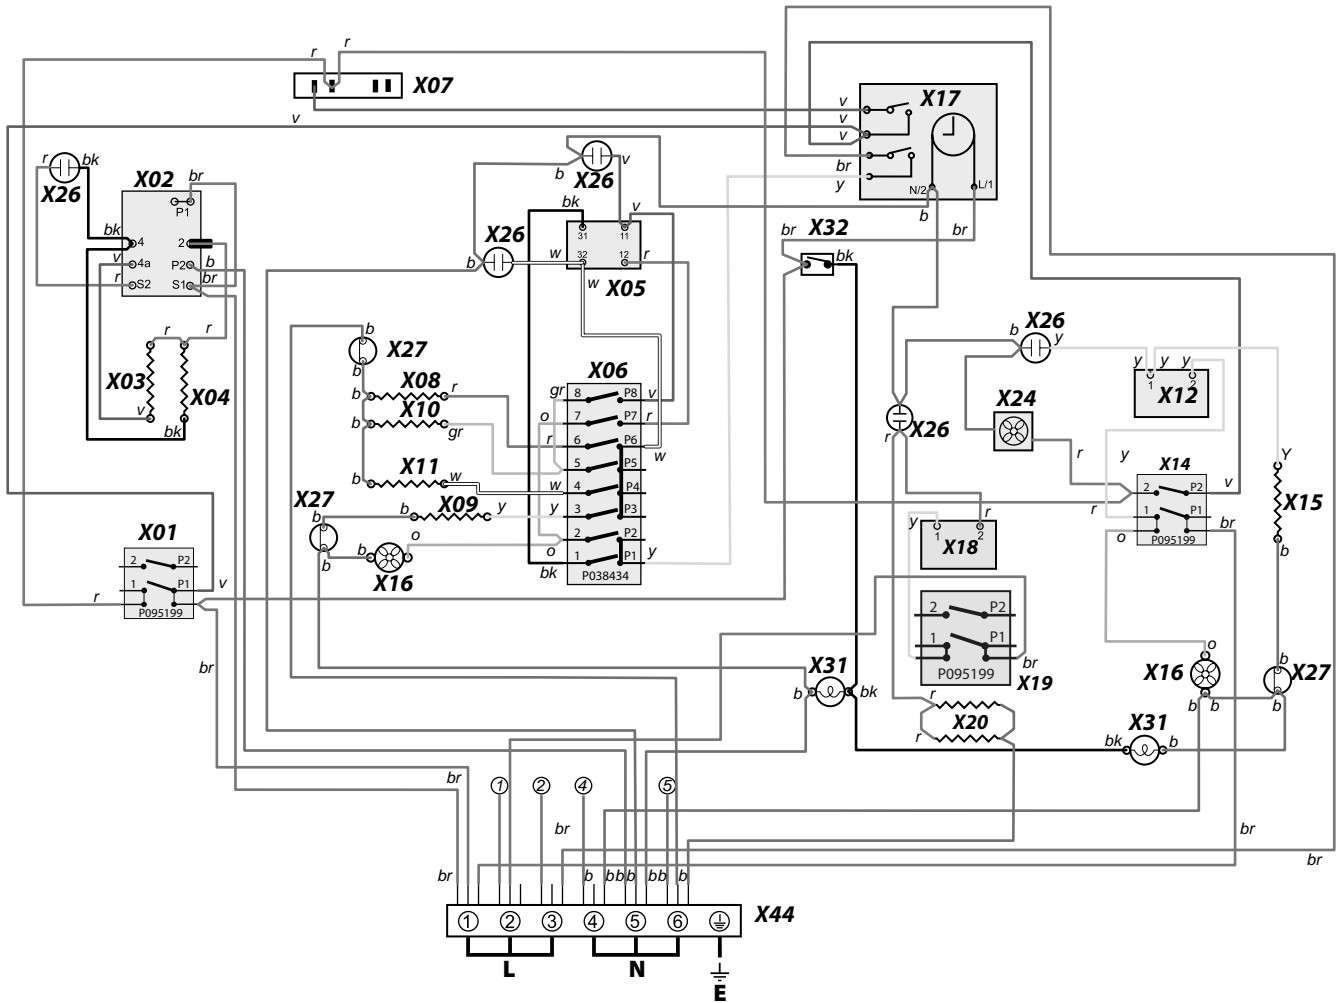 r
r
X07
v
X17
v
v
v
br
y
N/2
L/1
b
br
r
bk
X26
X02
br
P1
bk
4
2
v
4a
P2
b
r
S2
S1
br
r
r
X03
X04
v
bk
b
X26
v
bk
v
31
11
X26
w
32
12
r
b
w
X05
br
X32
bk
b
X27
b
X06
b
X08
r
gr
8
P8
v
b
X10
gr
o
7
P7
r
r
6
P6
w
5
P5
b
X11
w
w
4
P4
X27
b
X09
y
y
3
P3
b
o
2
P2
b
b
X16
o
o
1
P1
y
bk
P038434
X01
2
P2
1
P1
v
r
P095199
br
b
X26
y
y
y
y
1
2
X12
X24
X26
r
r
y
X14
Y
2
P2
v
r
1
P1
br
o
P095199
X15
b
y
r
1
2
X18
2
P2
1
P1
br
P095199
X19
X31
b
bk
r
X20
r
o
X16
b
b
b
X27
b
X31
bk
b
br
1
2
4
5
br
br
br
br
b
b
b
b
b
b
b
1
2
3
4
5
6
X44
L
N
E